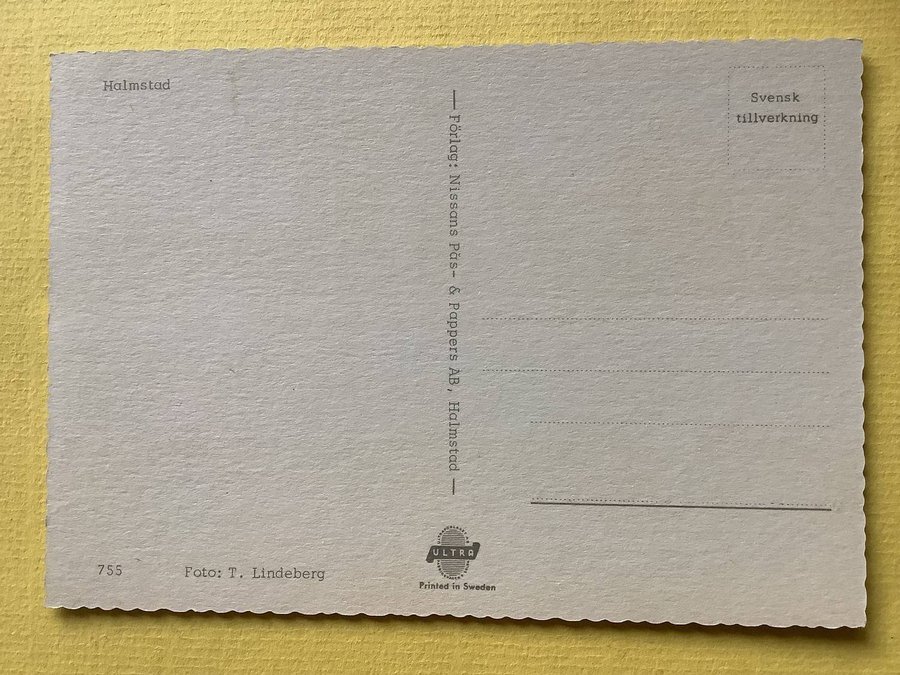 Halmstad
Svensk
tillverkning
Förlag: Nissans Pås- & Pappers AB, Halmstad
755
Foto: T. Lindeberg
ULTRA
Printed in Sweden